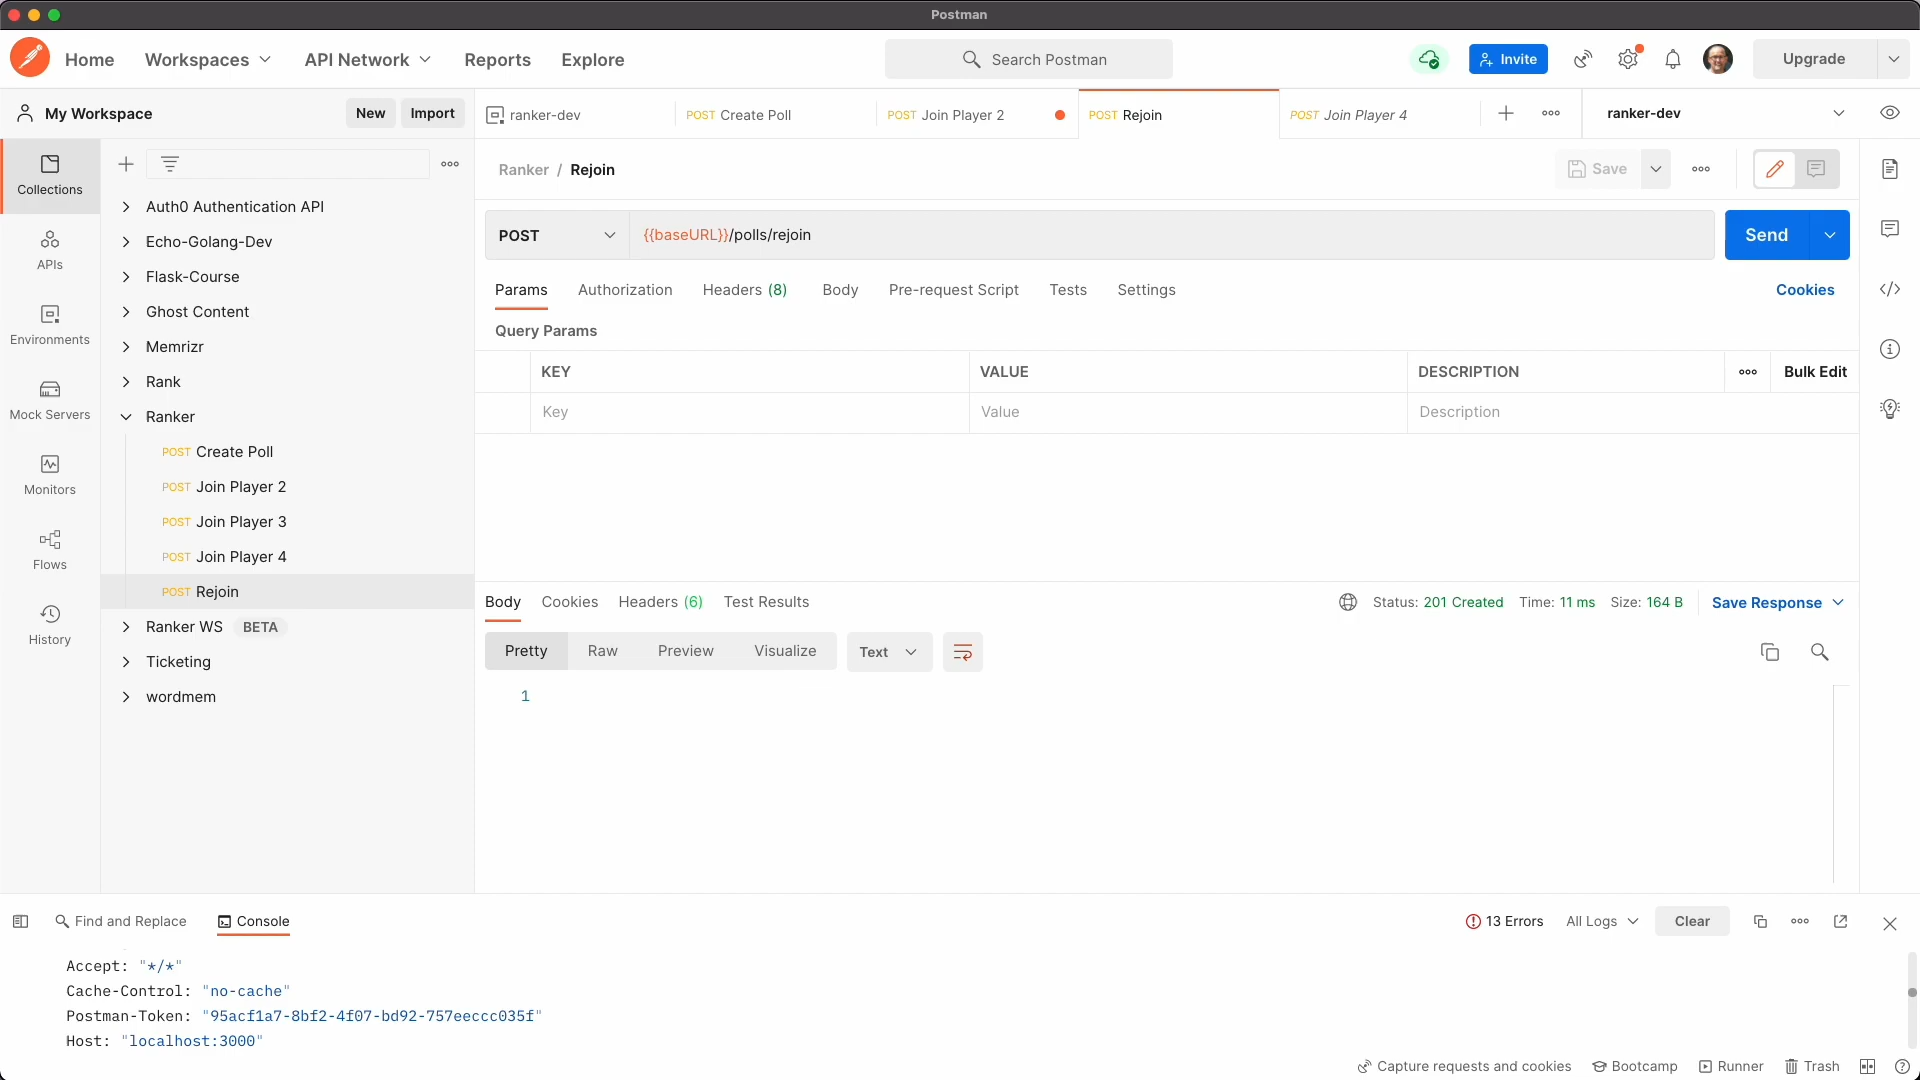 Postman
Home Workspaces API Network Reports Explore Search Postman Invite Upgrade
My Workspace New Import ranker-dev POST Create Poll POST Join Player 2 POST Rejoin POST Join Player 4 ranker-dev
Collections
APIs
Environments
Mock Servers
Monitors
Flows
History
Auth0 Authentication API
Echo-Golang-Dev
Flask-Course
Ghost Content
Memrizr
Rank
Ranker
POST Create Poll
POST Join Player 2
POST Join Player 3
POST Join Player 4
POST Rejoin
Ranker WS BETA
Ticketing
wordmem
Ranker / Rejoin Save
POST {{baseURL}}/polls/rejoin Send
Params Authorization Headers (8) Body Pre-request Script Tests Settings Cookies
Query Params
KEY VALUE DESCRIPTION Bulk Edit
Key Value Description
Body Cookies Headers (6) Test Results Status: 201 Created Time: 11 ms Size: 164 B Save Response
Pretty Raw Preview Visualize Text
1
Find and Replace Console 13 Errors All Logs Clear
Accept: "*/*"
Cache-Control: "no-cache"
Postman-Token: "95acf1a7-8bf2-4f07-bd92-757eeccc035f"
Host: "localhost:3000"
Capture requests and cookies Bootcamp Runner Trash